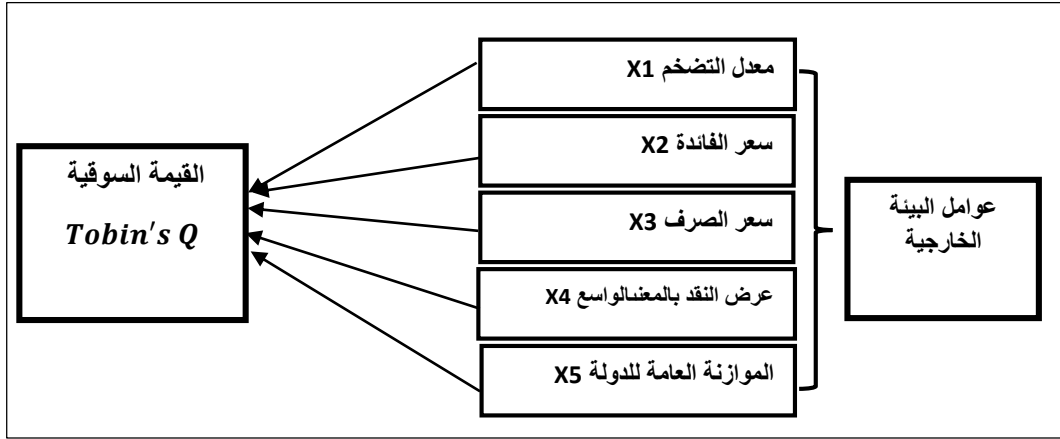 عوامل البيئة
الخارجية
معدل التضخم X1
سعر الفائدة X2
سعر الصرف X3
عرض النقد بالمعنىالواسع X4
الموازنة العامة للدولة X5
القيمة السوقية
Tobin's Q